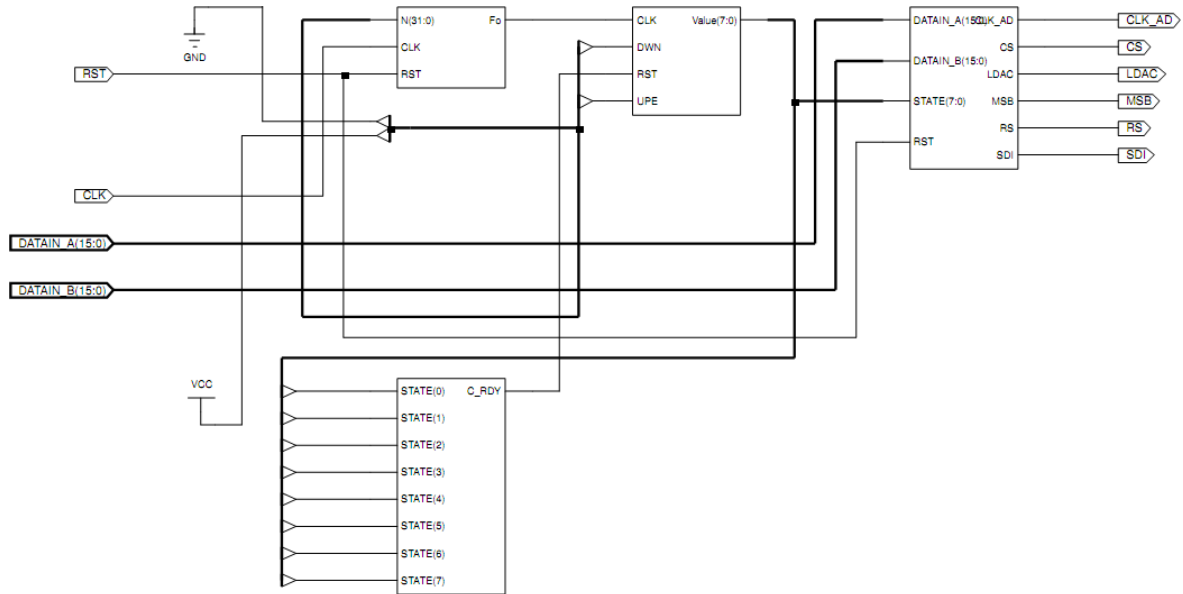 GND
RST
CLK
DATAIN_A(15:0)
DATAIN_B(15:0)
VCC
N(31:0)
Fo
CLK
RST
CLK
Value(7:0)
DWN
RST
UPE
DATAIN_A(15:0)
CLK_AD
CS
DATAIN_B(15:0)
LDAC
STATE(7:0)
MSB
RS
RST
SDI
CLK_AD
CS
LDAC
MSB
RS
SDI
STATE(0)
C_RDY
STATE(1)
STATE(2)
STATE(3)
STATE(4)
STATE(5)
STATE(6)
STATE(7)